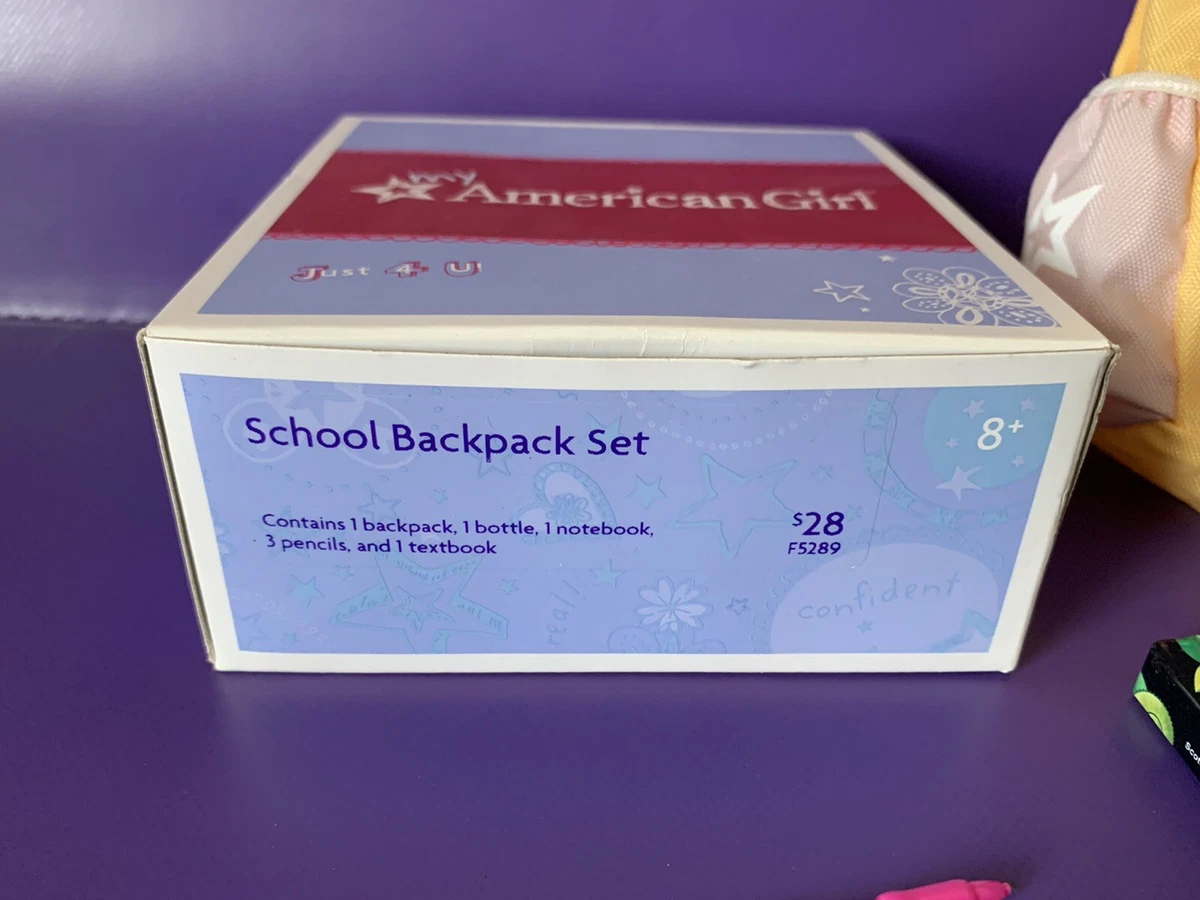 my
American Girl
Just 4 U!
School Backpack Set
8+
Contains 1 backpack, 1 bottle, 1 notebook,
3 pencils, and 1 textbook
$28
F5289
confident
real!